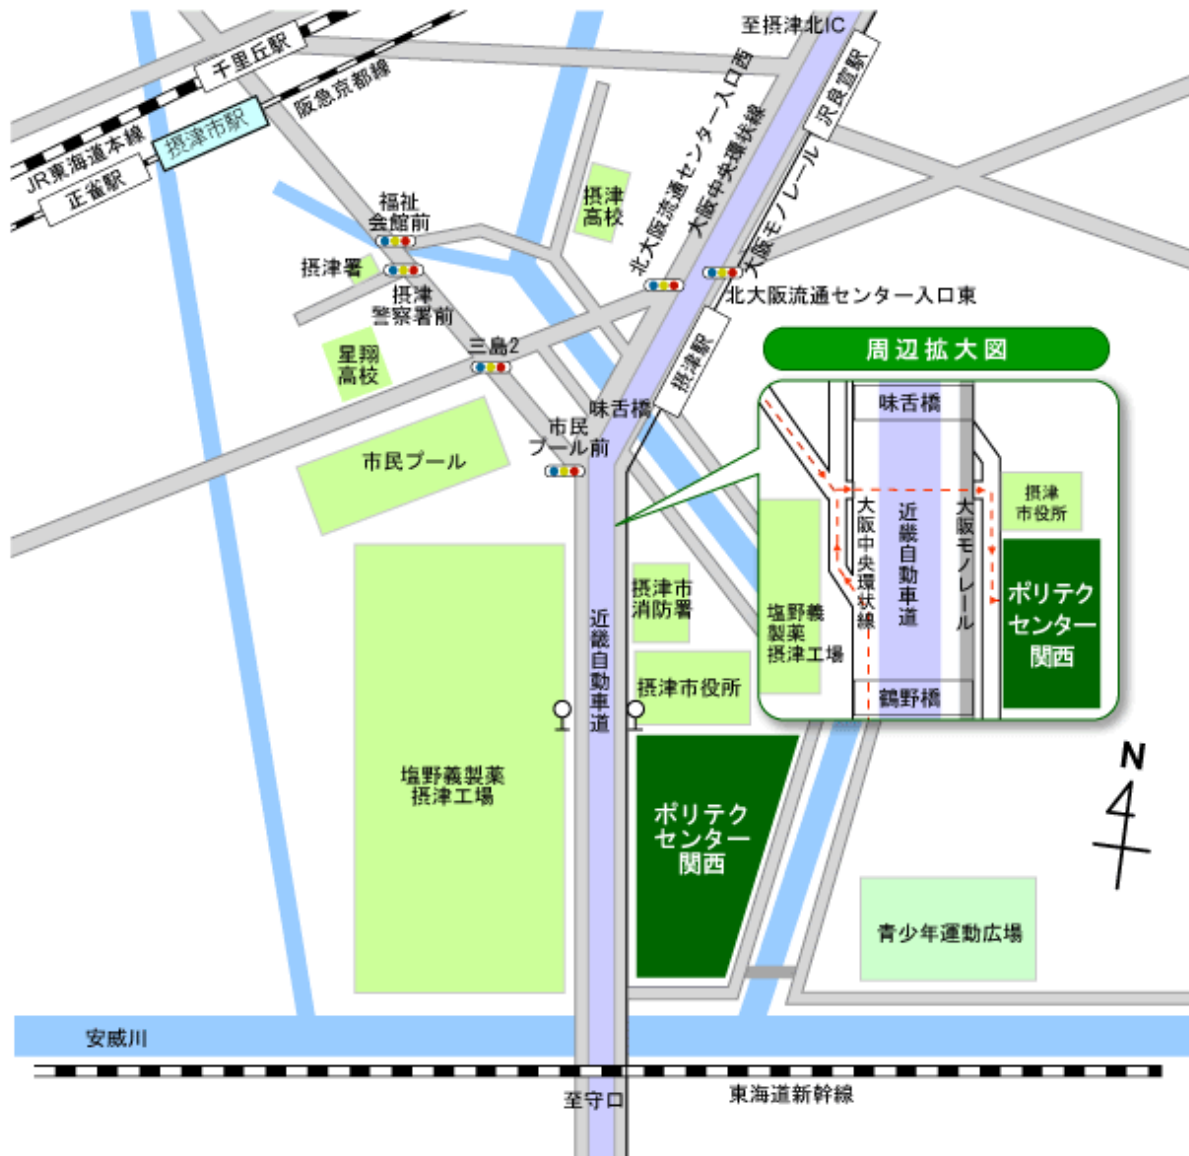 至摂津北IC
千里丘駅
阪急京都線
摂津市駅
JR東海道本線
正雀駅
沢良宜駅
北大阪流通センター入口西
大阪中央環状線
大阪モノレール
福祉
会館前
摂津
高校
摂津署
摂津
警察署前
北大阪流通センター入口東
三島2
星翔
高校
摂津駅
味舌橋
市民
プール前
市民プール
周辺拡大図
味舌橋
摂津
市役所
大阪中央環状線
近畿自動車道
大阪モノレール
ポリテク
センター
関西
塩野義
製薬
摂津工場
鶴野橋
摂津市
消防署
近畿自動車道
摂津市役所
塩野義製薬
摂津工場
ポリテク
センター
関西
N
青少年運動広場
安威川
東海道新幹線
至守口